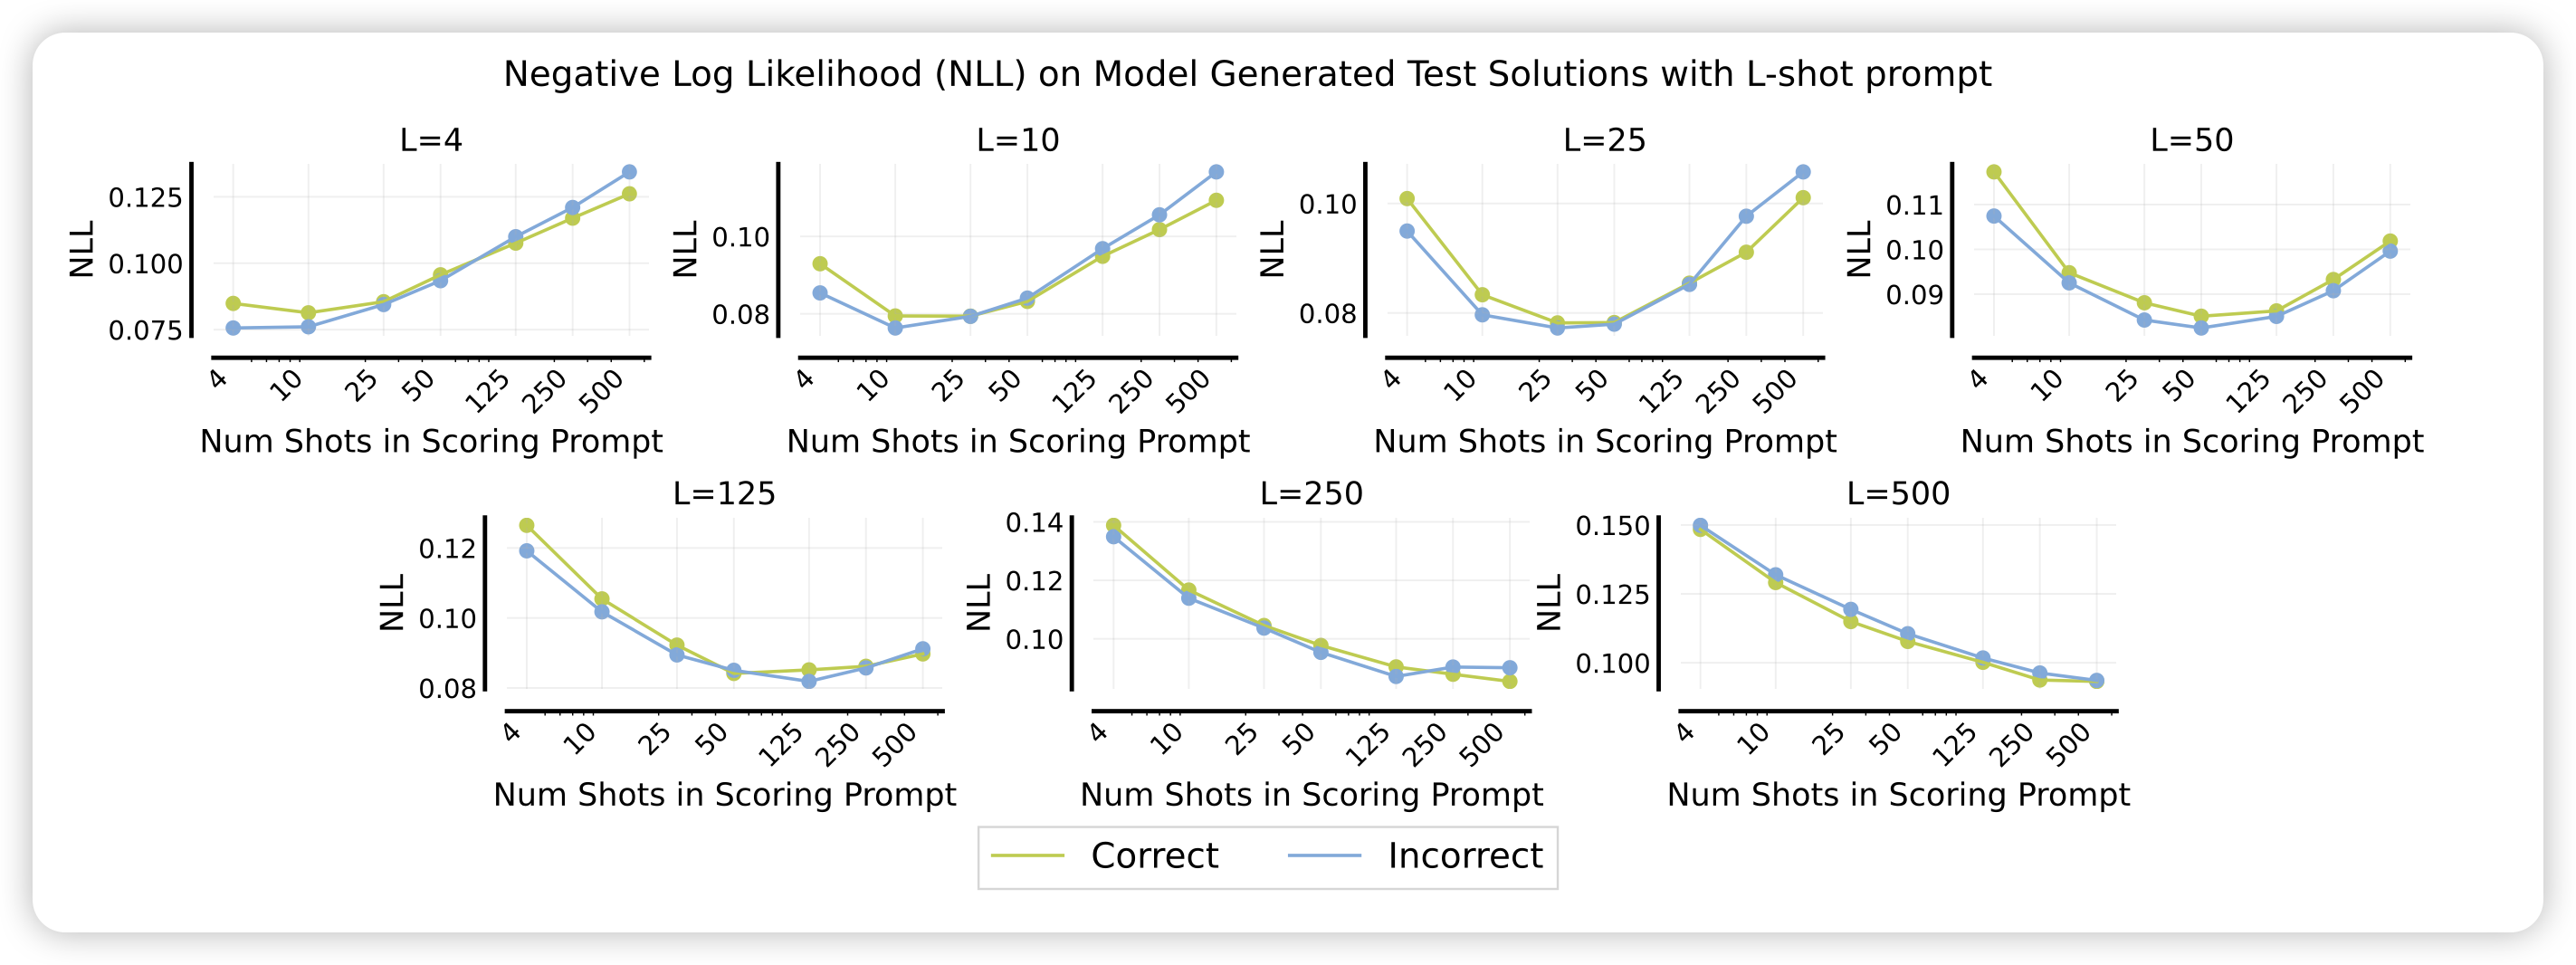 Negative Log Likelihood (NLL) on Model Generated Test Solutions with L-shot prompt
L=4
NLL
0.125
0.100
0.075
4 10 25 50 125 250 500
Num Shots in Scoring Prompt
L=10
NLL
0.10
0.08
4 10 25 50 125 250 500
Num Shots in Scoring Prompt
L=25
NLL
0.10
0.08
4 10 25 50 125 250 500
Num Shots in Scoring Prompt
L=50
NLL
0.11
0.10
0.09
4 10 25 50 125 250 500
Num Shots in Scoring Prompt
L=125
NLL
0.12
0.10
0.08
4 10 25 50 125 250 500
Num Shots in Scoring Prompt
L=250
NLL
0.14
0.12
0.10
4 10 25 50 125 250 500
Num Shots in Scoring Prompt
L=500
NLL
0.150
0.125
0.100
4 10 25 50 125 250 500
Num Shots in Scoring Prompt
Correct Incorrect